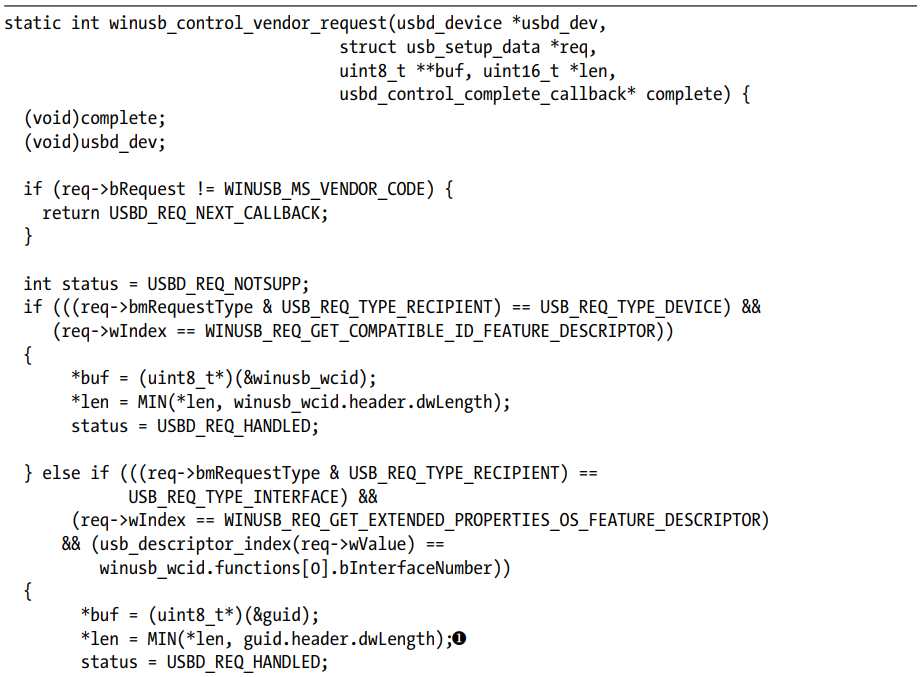 static int winusb_control_vendor_request(usbd_device *usbd_dev,
struct usb_setup_data *req,
uint8_t **buf, uint16_t *len,
usbd_control_complete_callback* complete) {
(void)complete;
(void)usbd_dev;
if (req->bRequest != WINUSB_MS_VENDOR_CODE) {
return USBD_REQ_NEXT_CALLBACK;
}
int status = USBD_REQ_NOTSUPP;
if (((req->bmRequestType & USB_REQ_TYPE_RECIPIENT) == USB_REQ_TYPE_DEVICE) &&
(req->wIndex == WINUSB_REQ_GET_COMPATIBLE_ID_FEATURE_DESCRIPTOR))
{
*buf = (uint8_t*)(&winusb_wcid);
*len = MIN(*len, winusb_wcid.header.dwLength);
status = USBD_REQ_HANDLED;
} else if (((req->bmRequestType & USB_REQ_TYPE_RECIPIENT) ==
USB_REQ_TYPE_INTERFACE) &&
(req->wIndex == WINUSB_REQ_GET_EXTENDED_PROPERTIES_OS_FEATURE_DESCRIPTOR)
&& (usb_descriptor_index(req->wValue) ==
winusb_wcid.functions[0].bInterfaceNumber))
{
*buf = (uint8_t*)(&guid);
*len = MIN(*len, guid.header.dwLength);❶
status = USBD_REQ_HANDLED;